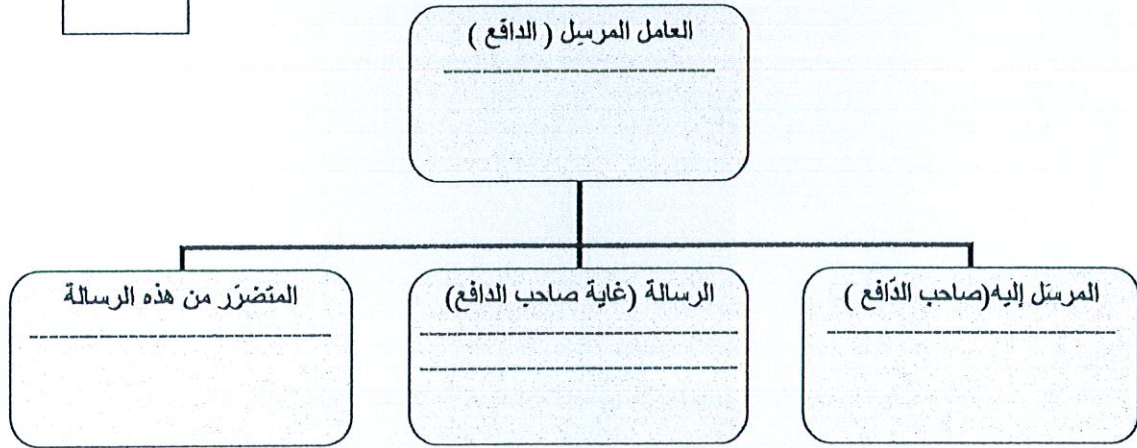 العامل المرسِل ( الدافع )
المرسَل إليه(صاحب الدّافع )
الرسالة (غاية صاحب الدافع)
المتضرّر من هذه الرسالة